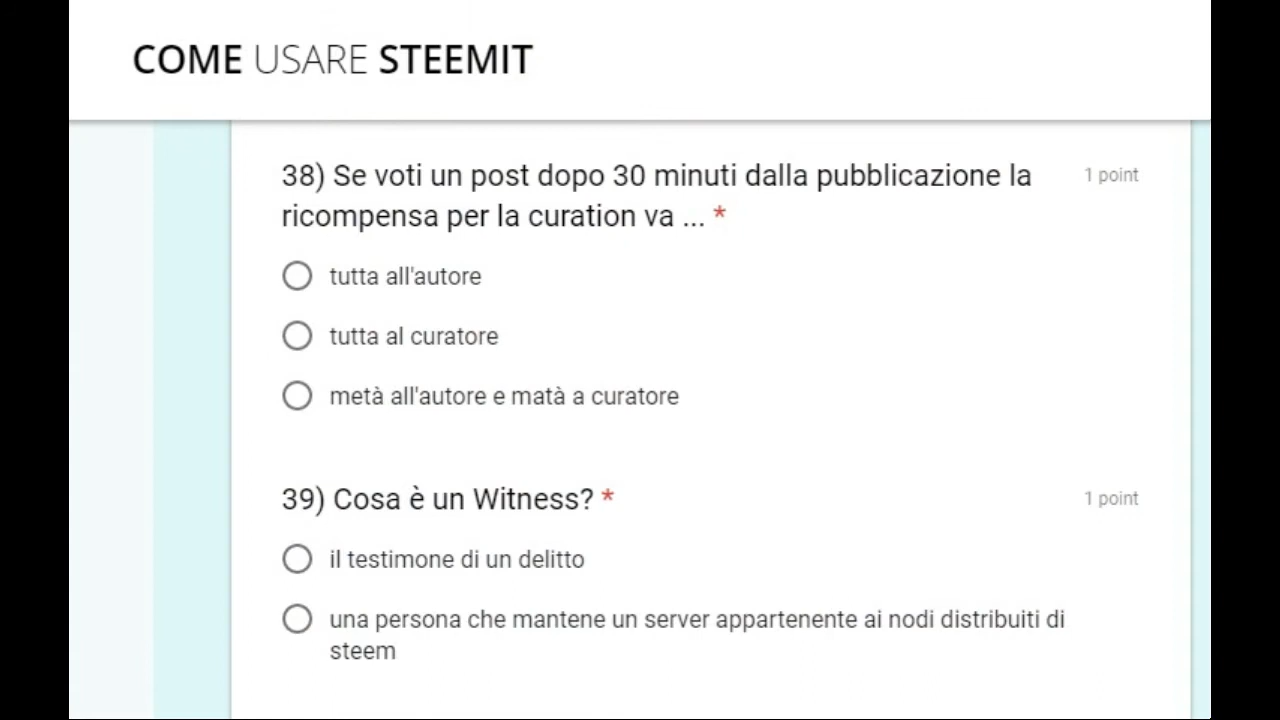 COME USARE STEEMIT
38) Se voti un post dopo 30 minuti dalla pubblicazione la 1 point
ricompensa per la curation va ... *
tutta all'autore
tutta al curatore
metà all'autore e matà a curatore
39) Cosa è un Witness? * 1 point
il testimone di un delitto
una persona che mantene un server appartenente ai nodi distribuiti di
steem